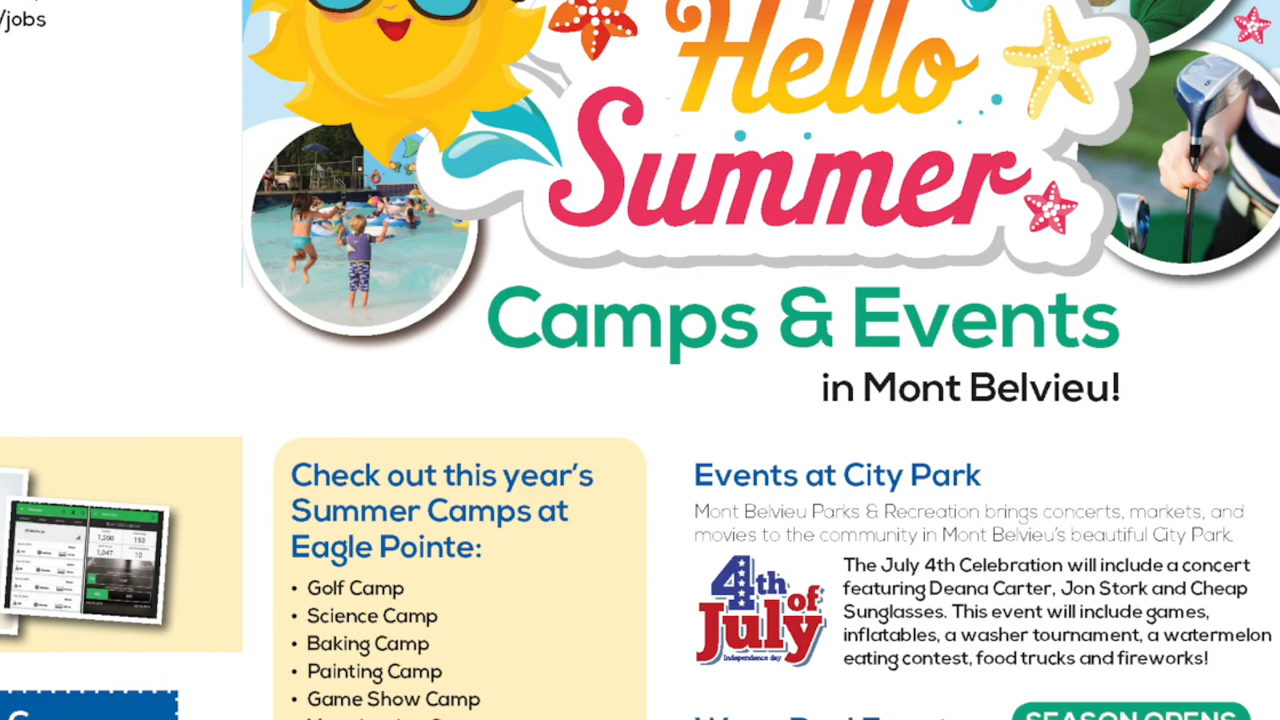 /jobs
Hello
Summer
Camps & Events
in Mont Belvieu!
Check out this year's
Summer Camps at
Eagle Pointe:
• Golf Camp
• Science Camp
• Baking Camp
• Painting Camp
• Game Show Camp
Events at City Park
Mont Belvieu Parks & Recreation brings concerts, markets, and
movies to the community in Mont Belvieu's beautiful City Park.
4th
of
July
independence day
The July 4th Celebration will include a concert
featuring Deana Carter, Jon Stork and Cheap
Sunglasses. This event will include games,
inflatables, a washer tournament, a watermelon
eating contest, food trucks and fireworks!
SEASON OPENS